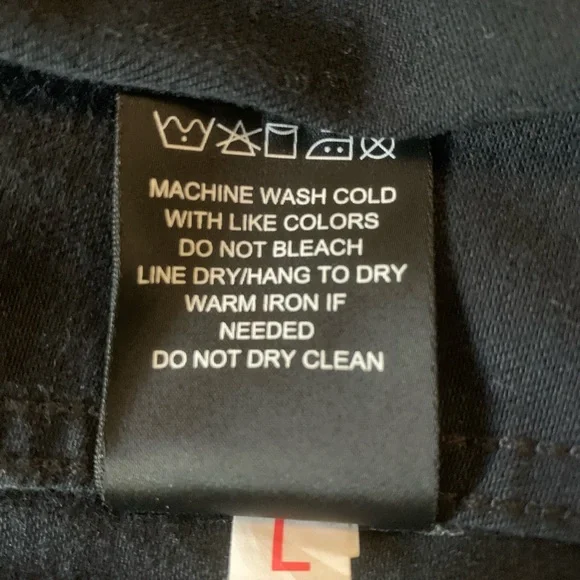 MACHINE WASH COLD
WITH LIKE COLORS
DO NOT BLEACH
LINE DRY/HANG TO DRY
WARM IRON IF
NEEDED
DO NOT DRY CLEAN
L